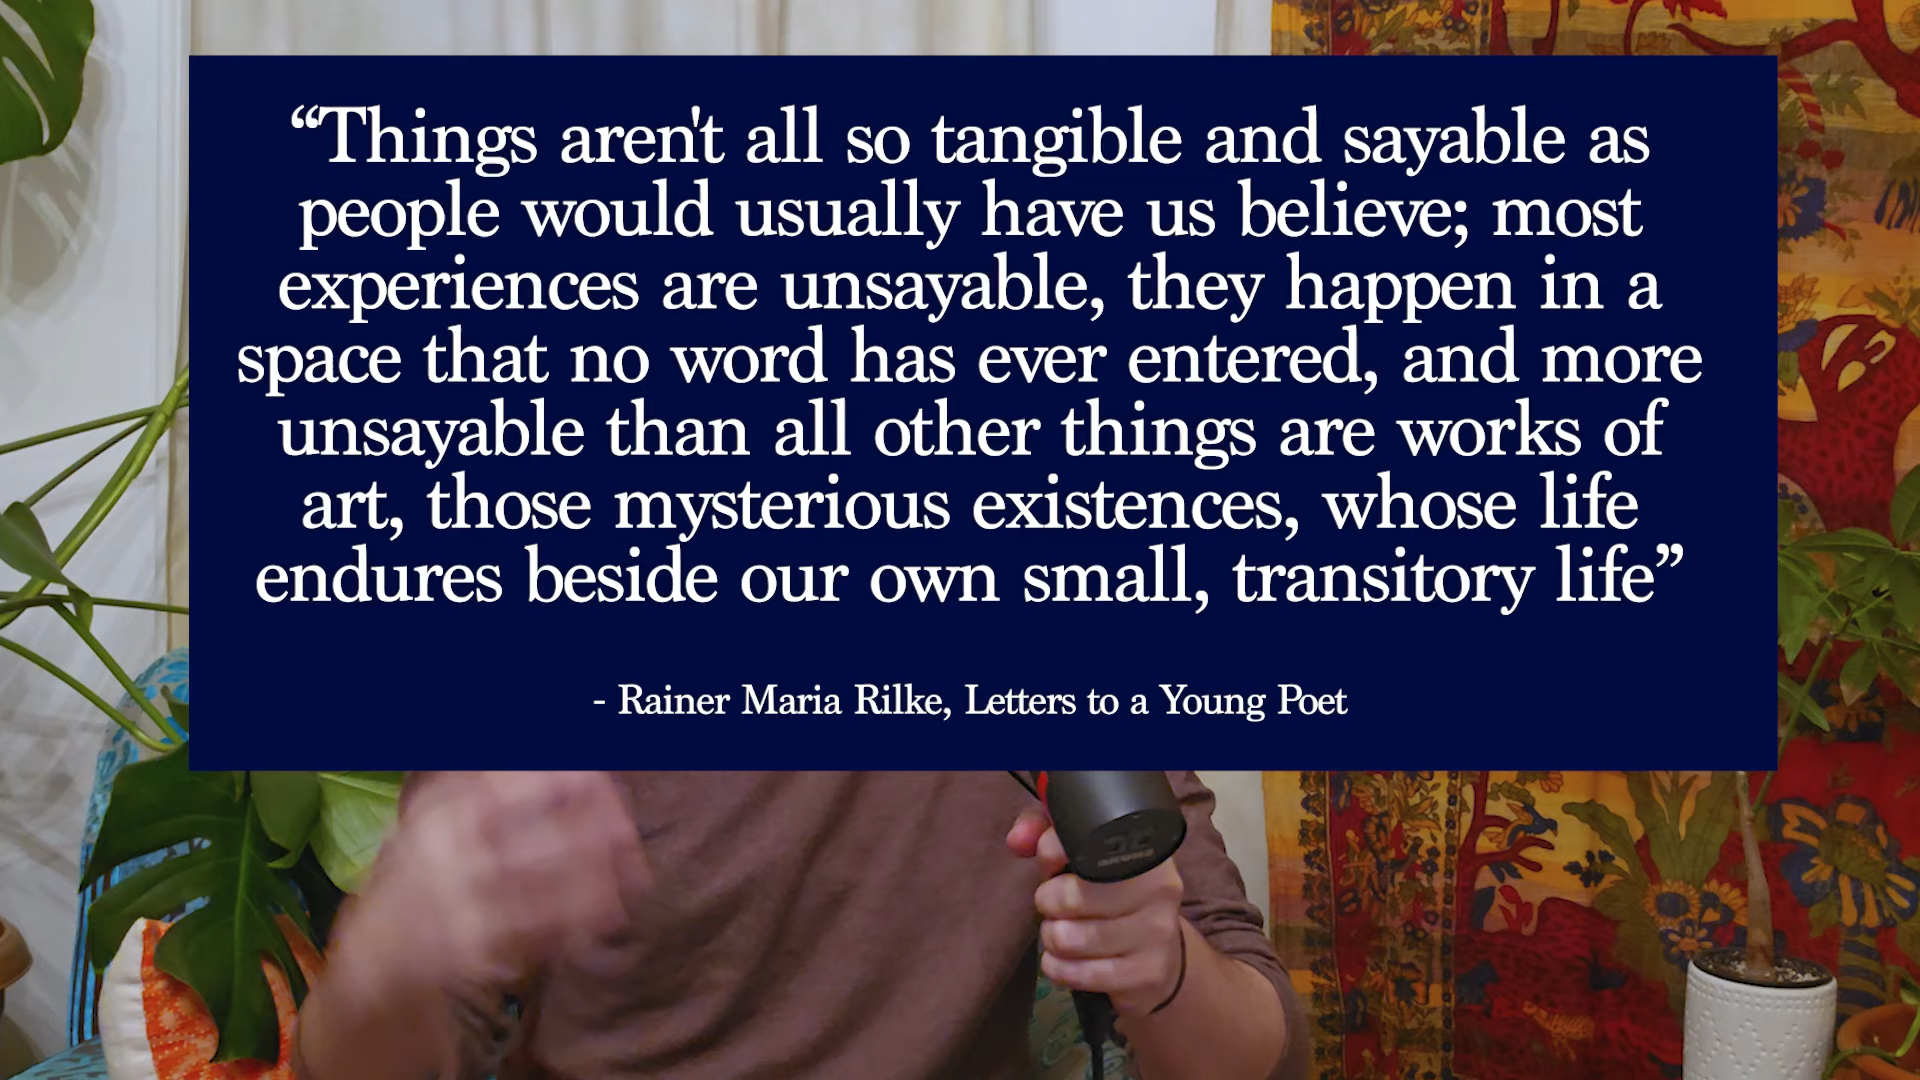 “Things aren't all so tangible and sayable as
people would usually have us believe; most
experiences are unsayable, they happen in a
space that no word has ever entered, and more
unsayable than all other things are works of
art, those mysterious existences, whose life
endures beside our own small, transitory life”
- Rainer Maria Rilke, Letters to a Young Poet